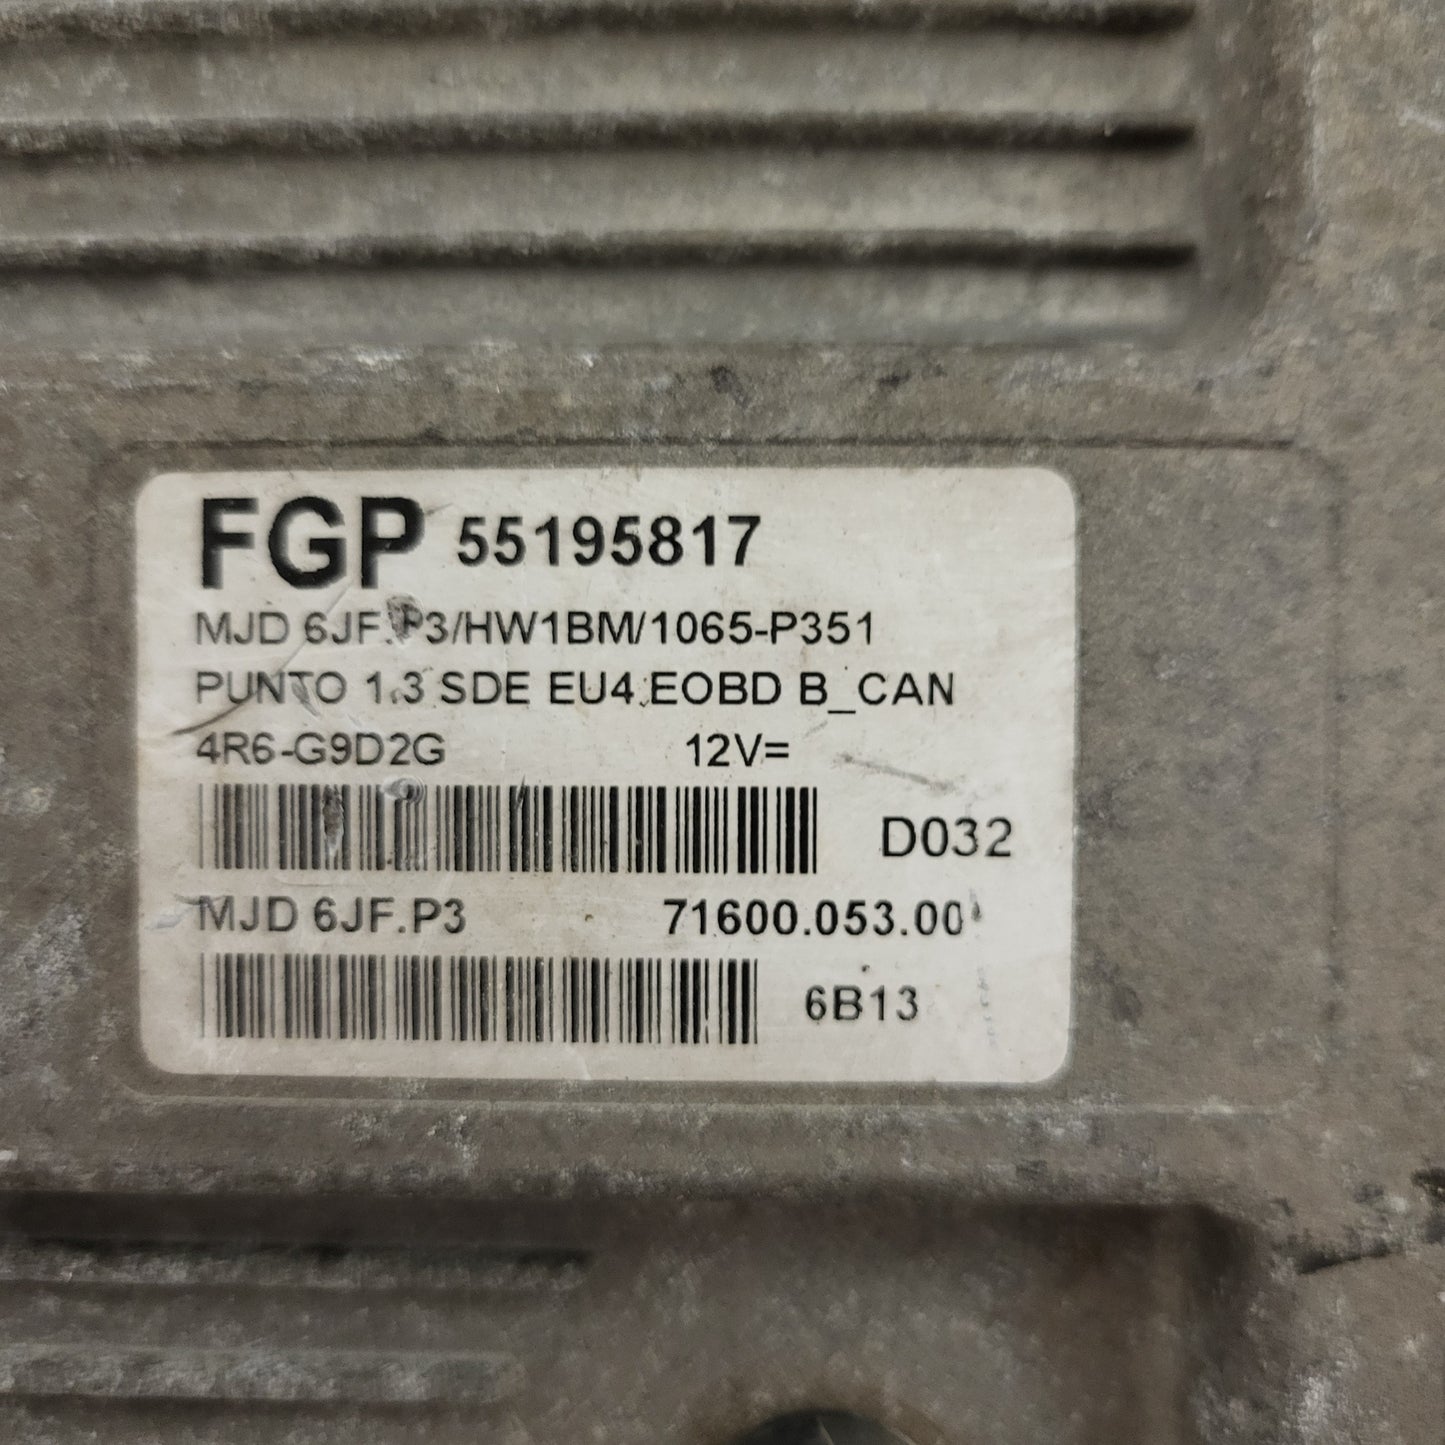 FGP 55195817
MJD 6JF.P3/HW1BM/1065-P351
PUNTO 1.3 SDE EU4 EOBD B_CAN
4R6-G9D2G 12V=
D032
MJD 6JF.P3 71600.053.00
6B13